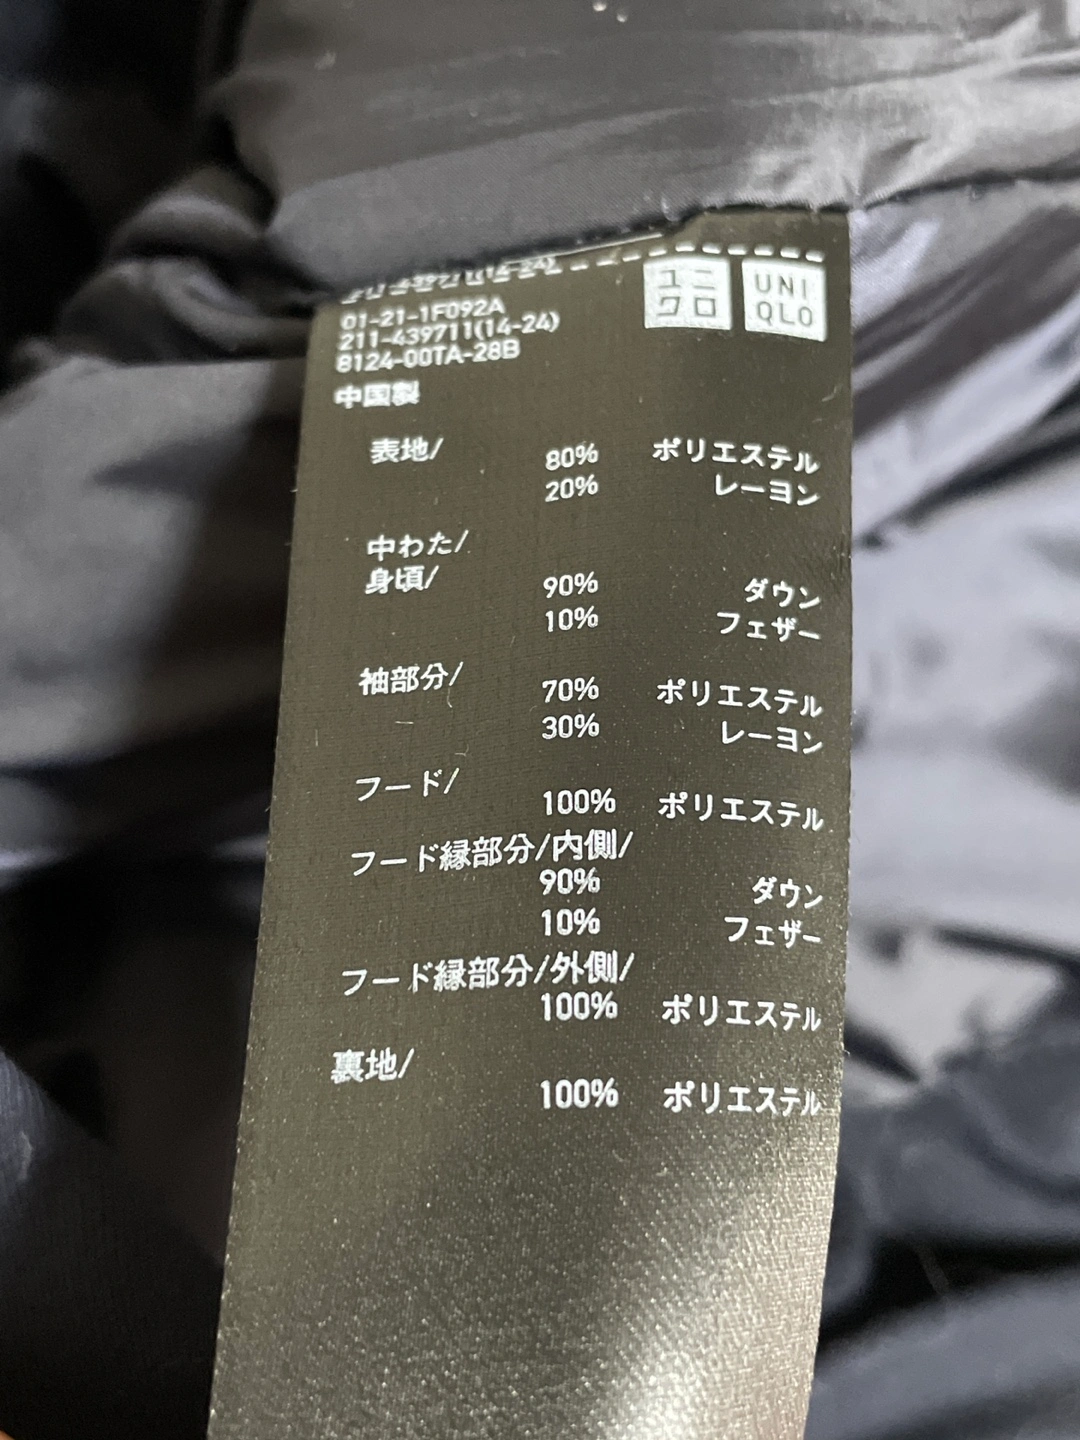 ユニ
クロ
UNI
QLO
01-21-1F092A
211-439711(14-24)
8124-00TA-28B
中国製
表地/
80% ポリエステル
20% レーヨン
中わた/
身頃/
90% ダウン
10% フェザー
袖部分/
70% ポリエステル
30% レーヨン
フード/
100% ポリエステル
フード縁部分/内側/
90% ダウン
10% フェザー
フード縁部分/外側/
100% ポリエステル
裏地/
100% ポリエステル